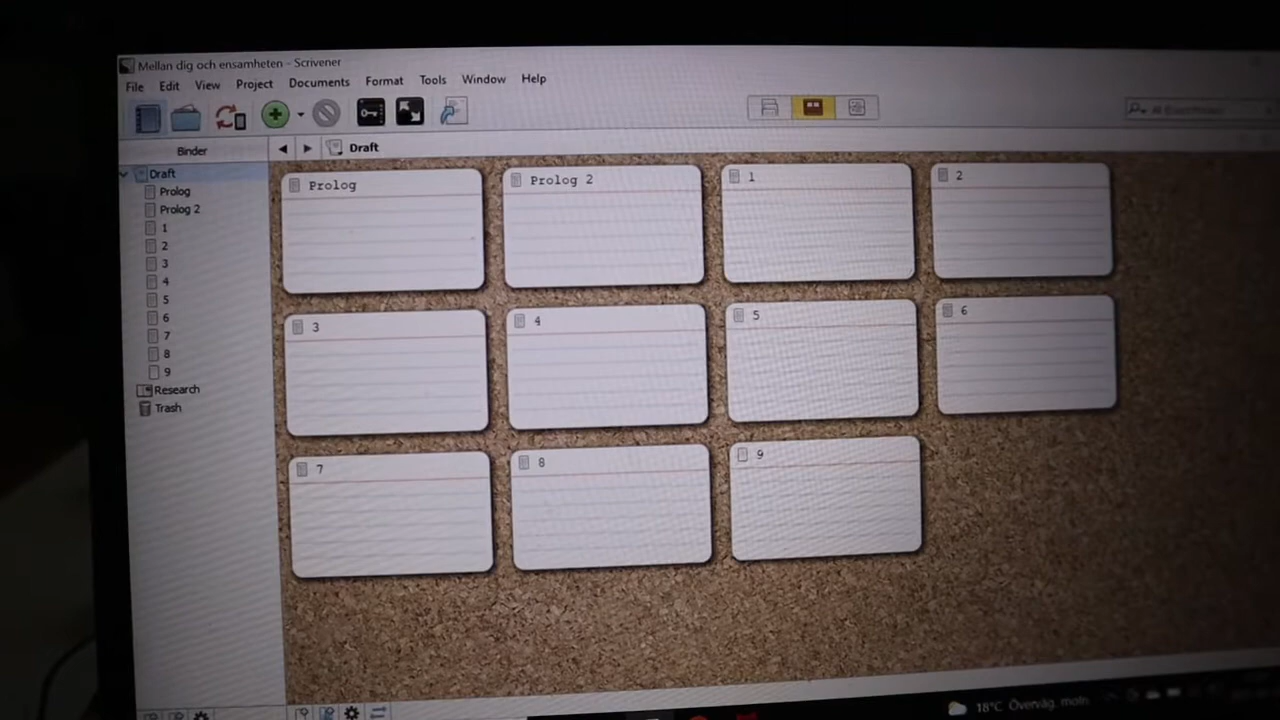 Mellan dig och ensamheten - Scrivener
File Edit View Project Documents Format Tools Window Help
Binder
Draft
Draft
Prolog
Prolog 2
1
2
3
4
5
6
7
8
9
Research
Trash
Prolog
Prolog 2
1
2
3
4
5
6
7
8
9
18°C Överväg. moln